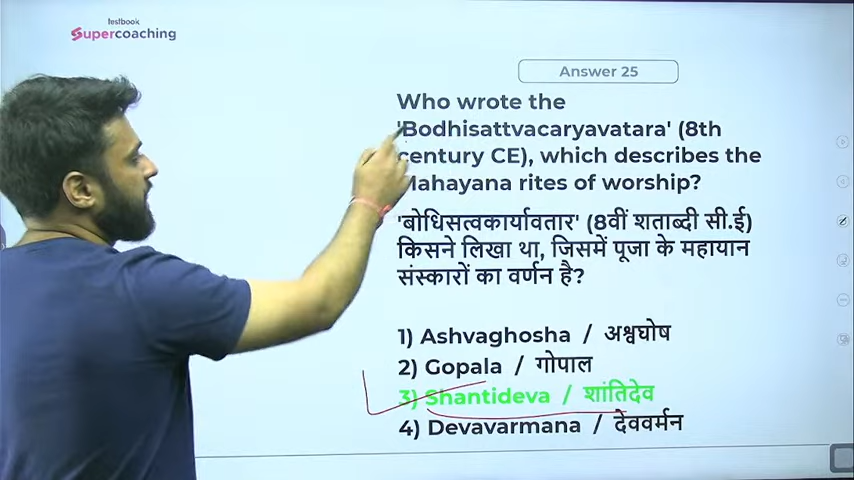 testbook
Supercoaching
Answer 25
Who wrote the
'Bodhisattvacaryavatara' (8th
century CE), which describes the
Mahayana rites of worship?
'बोधिसत्वकार्यावतार' (8वीं शताब्दी सी.ई)
किसने लिखा था, जिसमें पूजा के महायान
संस्कारों का वर्णन है?
1) Ashvaghosha / अश्वघोष
2) Gopala / गोपाल
3) Shantideva / शांतिदेव
4) Devavarmana / देववर्मन